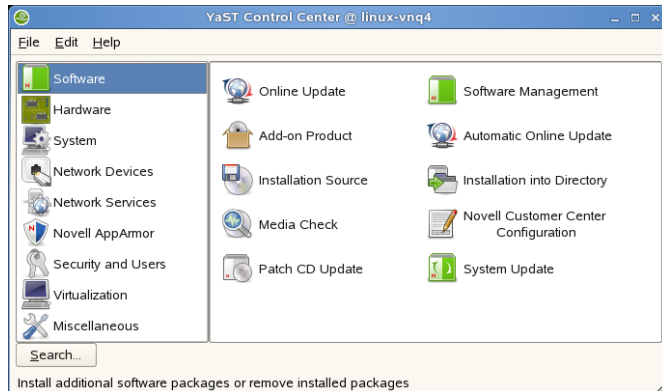 YaST Control Center @ linux-vnq4
File Edit Help
Software
Hardware
System
Network Devices
Network Services
Novell AppArmor
Security and Users
Virtualization
Miscellaneous
Online Update
Software Management
Add-on Product
Automatic Online Update
Installation Source
Installation into Directory
Media Check
Novell Customer Center
Configuration
Patch CD Update
System Update
Search...
Install additional software packages or remove installed packages